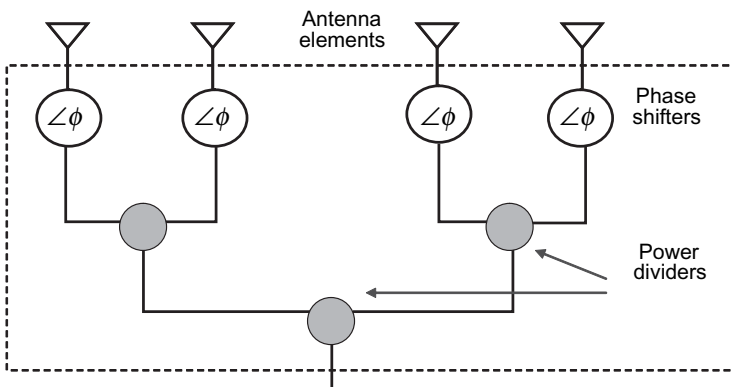 Antenna
elements
∠ϕ
∠ϕ
∠ϕ
∠ϕ
Phase
shifters
Power
dividers